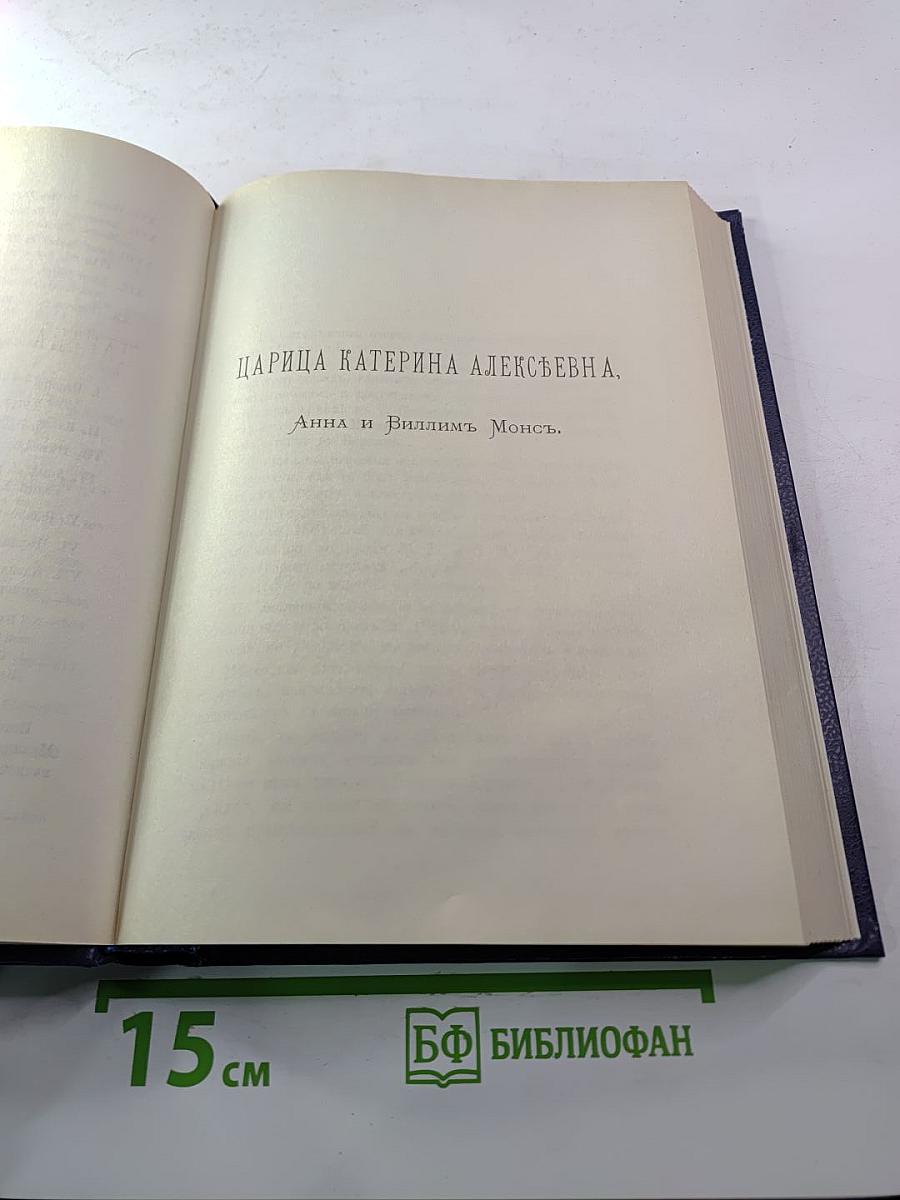 ЦАРИЦА КАТЕРИНА АЛЕКСѢЕВНА,
Анна и Виллимъ Монсъ.
15 см
БФ БИБЛИОФАН